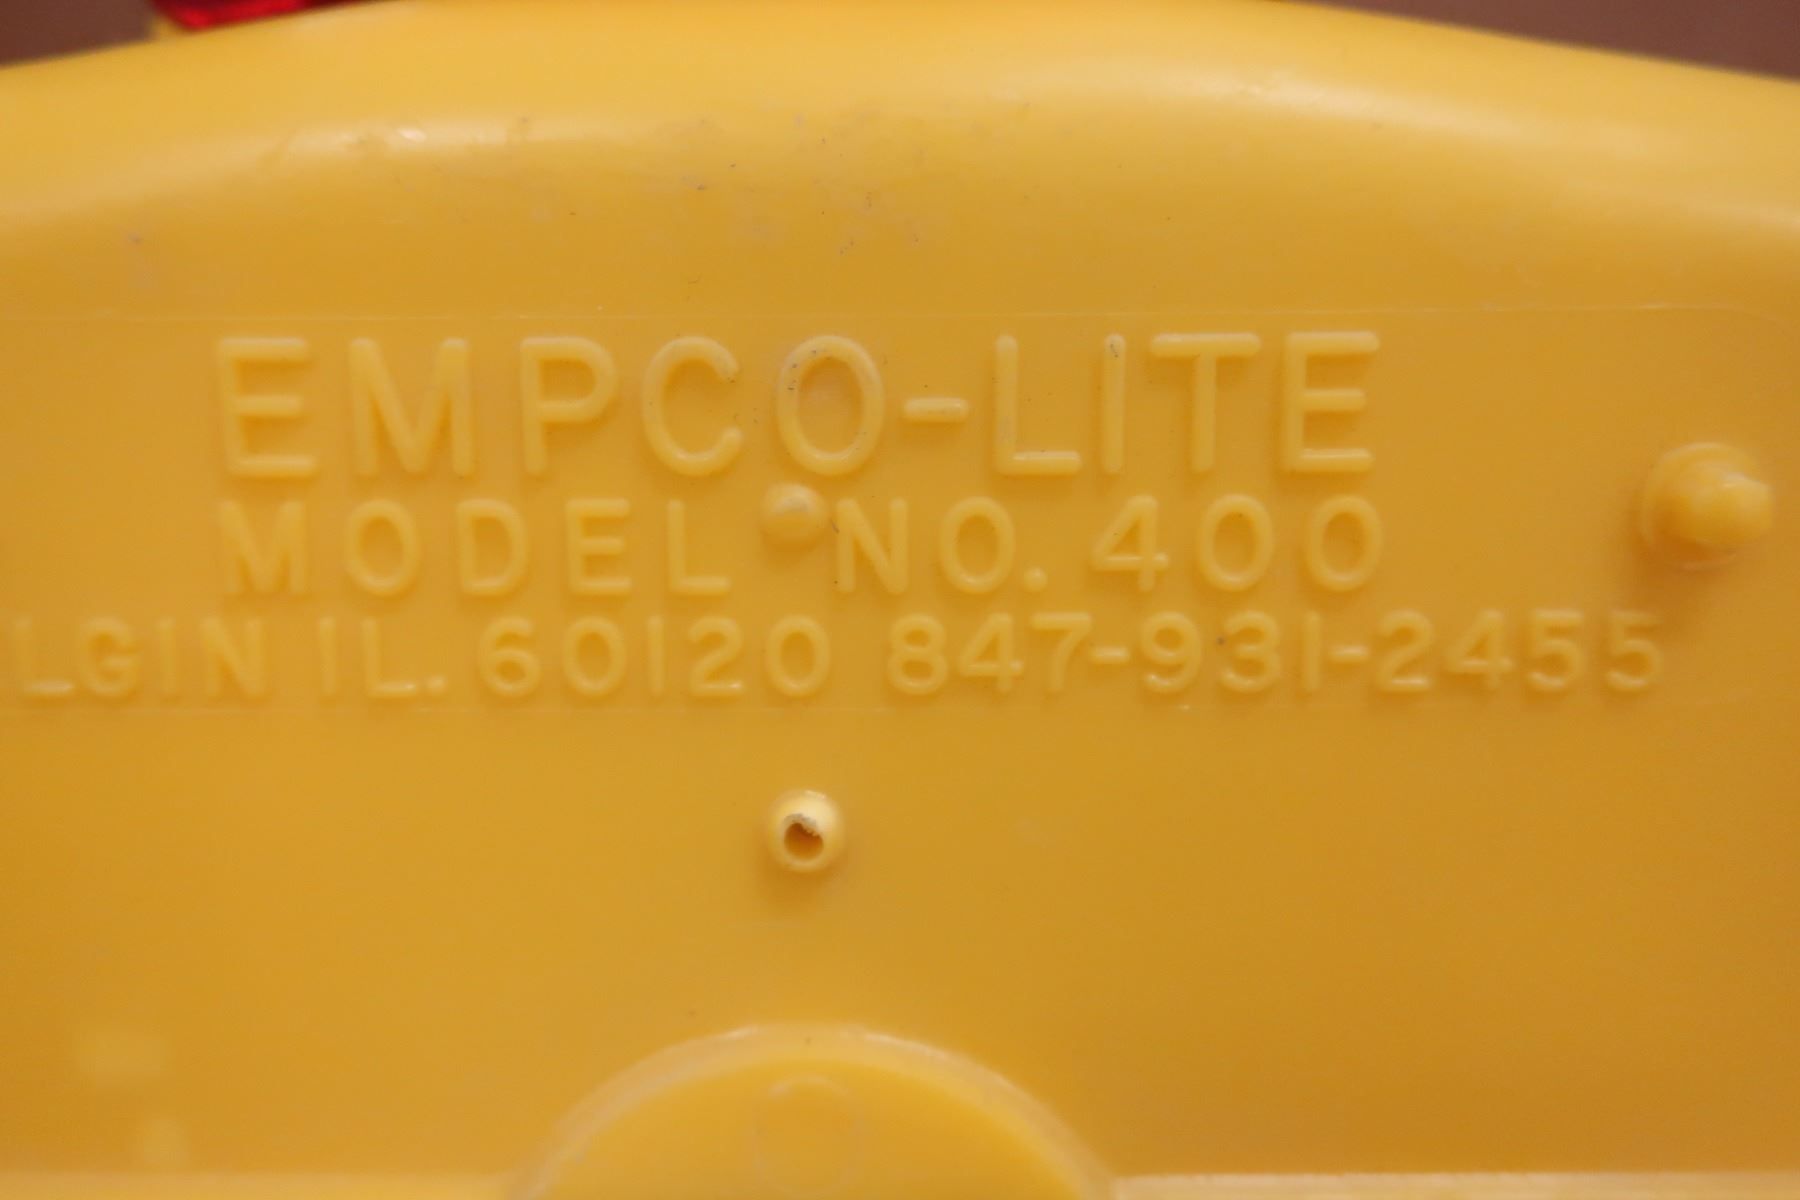 EMPCO-LITE
MODEL NO. 400
LGIN IL. 60120 847-931-2455